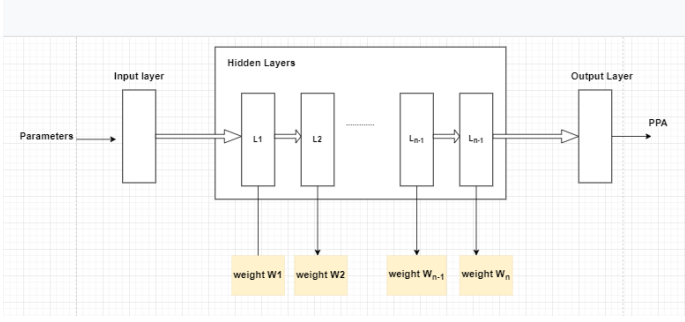 Hidden Layers
Input layer
Output Layer
Parameters
L1
L2
..............
Lₙ₋₁
Lₙ₋₁
PPA
weight W1
weight W2
weight Wₙ₋₁
weight Wₙ